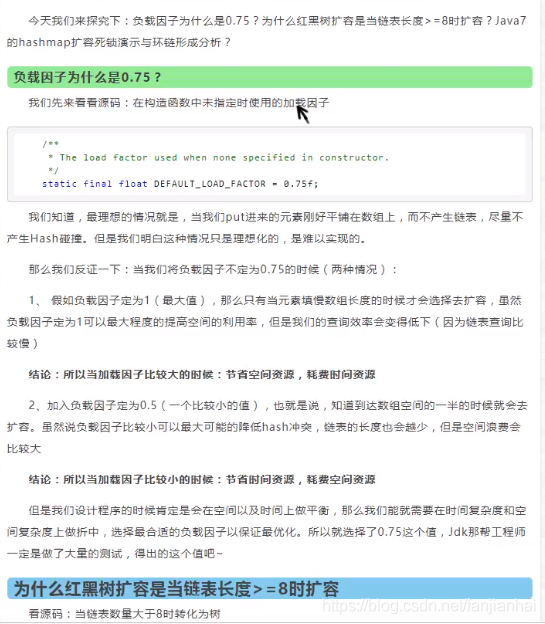 今天我们来探究下：负载因子为什么是0.75？为什么红黑树扩容是当链表长度>=8时扩容？Java7
的hashmap扩容死锁演示与环链形成分析？
负载因子为什么是0.75？
我们先来看看源码：在构造函数中未指定时使用的加载因子
/**
 * The load factor used when none specified in constructor.
 */
static final float DEFAULT_LOAD_FACTOR = 0.75f;
我们知道，最理想的情况就是，当我们put进来的元素刚好平铺在数组上，而不产生链表，尽量不
产生Hash碰撞。但是我们明白这种情况只是理想化的，是难以实现的。
那么我们反证一下：当我们将负载因子不定为0.75的时候（两种情况）：
1、 假如负载因子定为1（最大值），那么只有当元素填慢数组长度的时候才会选择去扩容，虽然
负载因子定为1可以最大程度的提高空间的利用率，但是我们的查询效率会变得低下（因为链表查询比
较慢）
结论：所以当加载因子比较大的时候：节省空间资源，耗费时间资源
2、加入负载因子定为0.5（一个比较小的值），也就是说，知道到达数组空间的一半的时候就会去
扩容。虽然说负载因子比较小可以最大可能的降低hash冲突，链表的长度也会越少，但是空间浪费会
比较大
结论：所以当加载因子比较小的时候：节省时间资源，耗费空间资源
但是我们设计程序的时候肯定是会在空间以及时间上做平衡，那么我们能就需要在时间复杂度和空
间复杂度上做折中，选择最合适的负载因子以保证最优化。所以就选择了0.75这个值，Jdk那帮工程师
一定是做了大量的测试，得出的这个值吧~
为什么红黑树扩容是当链表长度>=8时扩容
看源码：当链表数量大于8时转化为树
https://blog.csdn.net/fanjianhai